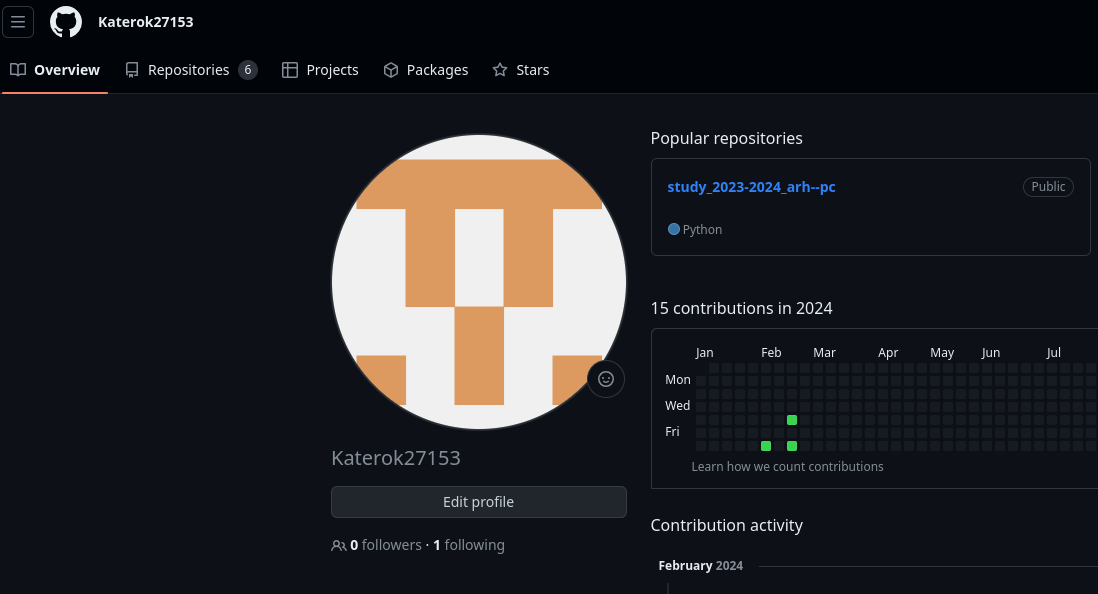 Katerok27153
Overview Repositories 6 Projects Packages Stars
Popular repositories
study_2023-2024_arh--pc Public
Python
15 contributions in 2024
Jan Feb Mar Apr May Jun Jul
Mon
Wed
Fri
Learn how we count contributions
Katerok27153
Edit profile
0 followers · 1 following
Contribution activity
February 2024